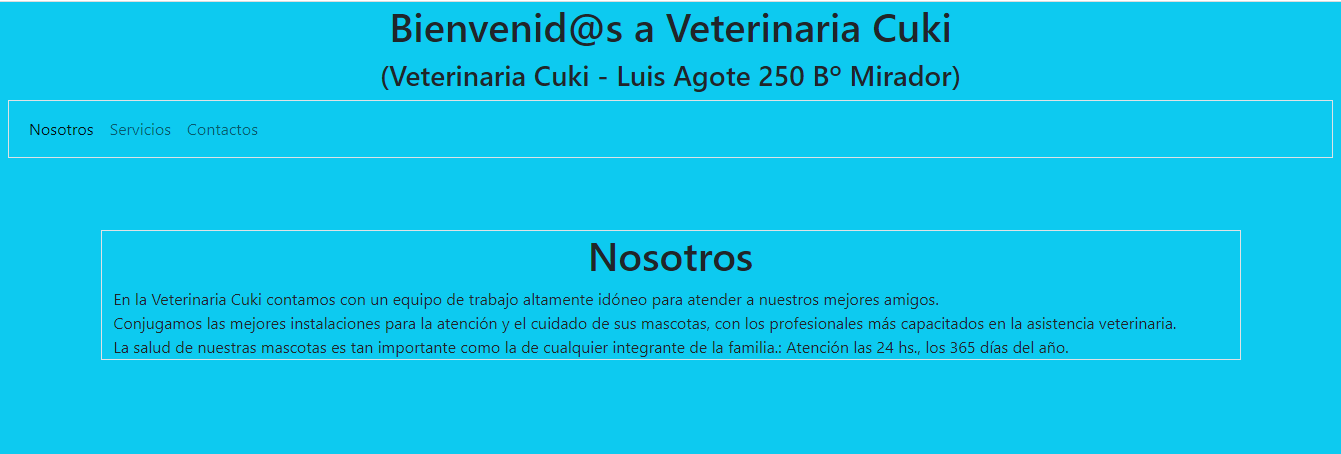 Bienvenid@s a Veterinaria Cuki
(Veterinaria Cuki - Luis Agote 250 Bº Mirador)
Nosotros Servicios Contactos
Nosotros
En la Veterinaria Cuki contamos con un equipo de trabajo altamente idóneo para atender a nuestros mejores amigos.
Conjugamos las mejores instalaciones para la atención y el cuidado de sus mascotas, con los profesionales más capacitados en la asistencia veterinaria.
La salud de nuestras mascotas es tan importante como la de cualquier integrante de la familia.: Atención las 24 hs., los 365 días del año.